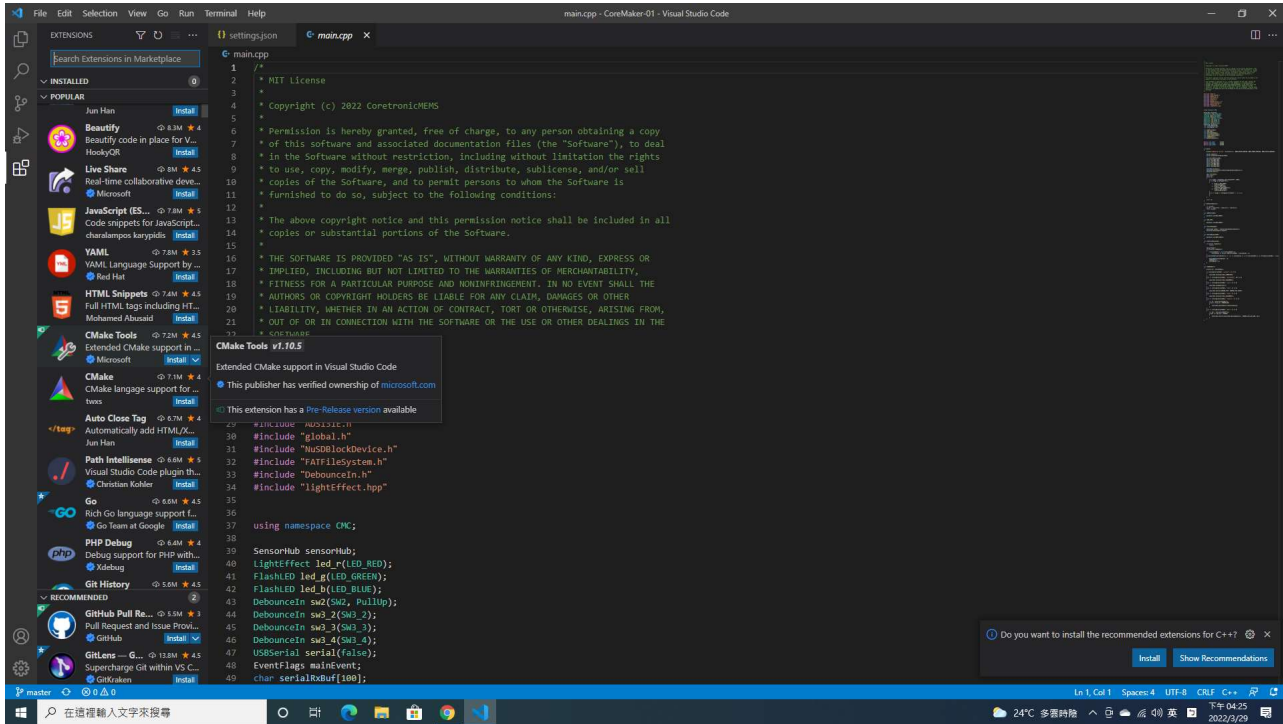 File Edit Selection View Go Run Terminal Help
main.cpp - CoreMaker-01 - Visual Studio Code
EXTENSIONS
Search Extensions in Marketplace
INSTALLED 0
POPULAR
Jun Han Install
Beautify 8.3M 4
Beautify code in place for V...
HookyQR Install
Live Share 8M 4.5
Real-time collaborative deve...
Microsoft Install
JavaScript (ES... 7.8M 5
Code snippets for JavaScript...
charalampos karypidis Install
YAML 7.8M 3.5
YAML Language Support by ...
Red Hat Install
HTML Snippets 7.4M 4.5
Full HTML tags including HT...
Mohamed Abusaid Install
CMake Tools 7.2M 4.5
Extended CMake support in ...
Microsoft Install
CMake 7.1M 4
CMake langage support for ...
twxs Install
Auto Close Tag 6.7M 4
Automatically add HTML/X...
Jun Han Install
Path Intellisense 6.6M 5
Visual Studio Code plugin th...
Christian Kohler Install
Go 6.6M 4.5
Rich Go language support f...
Go Team at Google Install
PHP Debug 6.4M 4
Debug support for PHP with...
Xdebug Install
Git History 5.6M 4.5
RECOMMENDED 2
GitHub Pull Re... 5.5M 3
Pull Request and Issue Provi...
GitHub Install
GitLens — G... 13.8M 4.5
Supercharge Git within VS C...
GitKraken Install
{} settings.json
main.cpp
main.cpp
1 /*
2 * MIT License
3 *
4 * Copyright (c) 2022 CoretronicMEMS
5 *
6 * Permission is hereby granted, free of charge, to any person obtaining a copy
7 * of this software and associated documentation files (the "Software"), to deal
8 * in the Software without restriction, including without limitation the rights
9 * to use, copy, modify, merge, publish, distribute, sublicense, and/or sell
10 * copies of the Software, and to permit persons to whom the Software is
11 * furnished to do so, subject to the following conditions:
12 *
13 * The above copyright notice and this permission notice shall be included in all
14 * copies or substantial portions of the Software.
15 *
16 * THE SOFTWARE IS PROVIDED "AS IS", WITHOUT WARRANTY OF ANY KIND, EXPRESS OR
17 * IMPLIED, INCLUDING BUT NOT LIMITED TO THE WARRANTIES OF MERCHANTABILITY,
18 * FITNESS FOR A PARTICULAR PURPOSE AND NONINFRINGEMENT. IN NO EVENT SHALL THE
19 * AUTHORS OR COPYRIGHT HOLDERS BE LIABLE FOR ANY CLAIM, DAMAGES OR OTHER
20 * LIABILITY, WHETHER IN AN ACTION OF CONTRACT, TORT OR OTHERWISE, ARISING FROM,
21 * OUT OF OR IN CONNECTION WITH THE SOFTWARE OR THE USE OR OTHER DEALINGS IN THE
22 * SOFTWARE
CMake Tools v1.10.5
Extended CMake support in Visual Studio Code
This publisher has verified ownership of microsoft.com
This extension has a Pre-Release version available
29 #include
30 #include "global.h"
31 #include "NuSDBlockDevice.h"
32 #include "FATFileSystem.h"
33 #include "DebounceIn.h"
34 #include "lightEffect.hpp"
35
36
37 using namespace CMC;
38
39 SensorHub sensorHub;
40 LightEffect led_r(LED_RED);
41 FlashLED led_g(LED_GREEN);
42 FlashLED led_b(LED_BLUE);
43 DebounceIn sw2(SW2, PullUp);
44 DebounceIn sw3_2(SW3_2);
45 DebounceIn sw3_3(SW3_3);
46 DebounceIn sw3_4(SW3_4);
47 USBSerial serial(false);
48 EventFlags mainEvent;
49 char serialRxBuf[100];
Do you want to install the recommended extensions for C++?
Install Show Recommendations
master 0 0 Ln 1, Col 1 Spaces: 4 UTF-8 CRLF C++
在這裡輸入文字來搜尋
24°C 多雲時陰 英 下午 04:25
2022/3/29